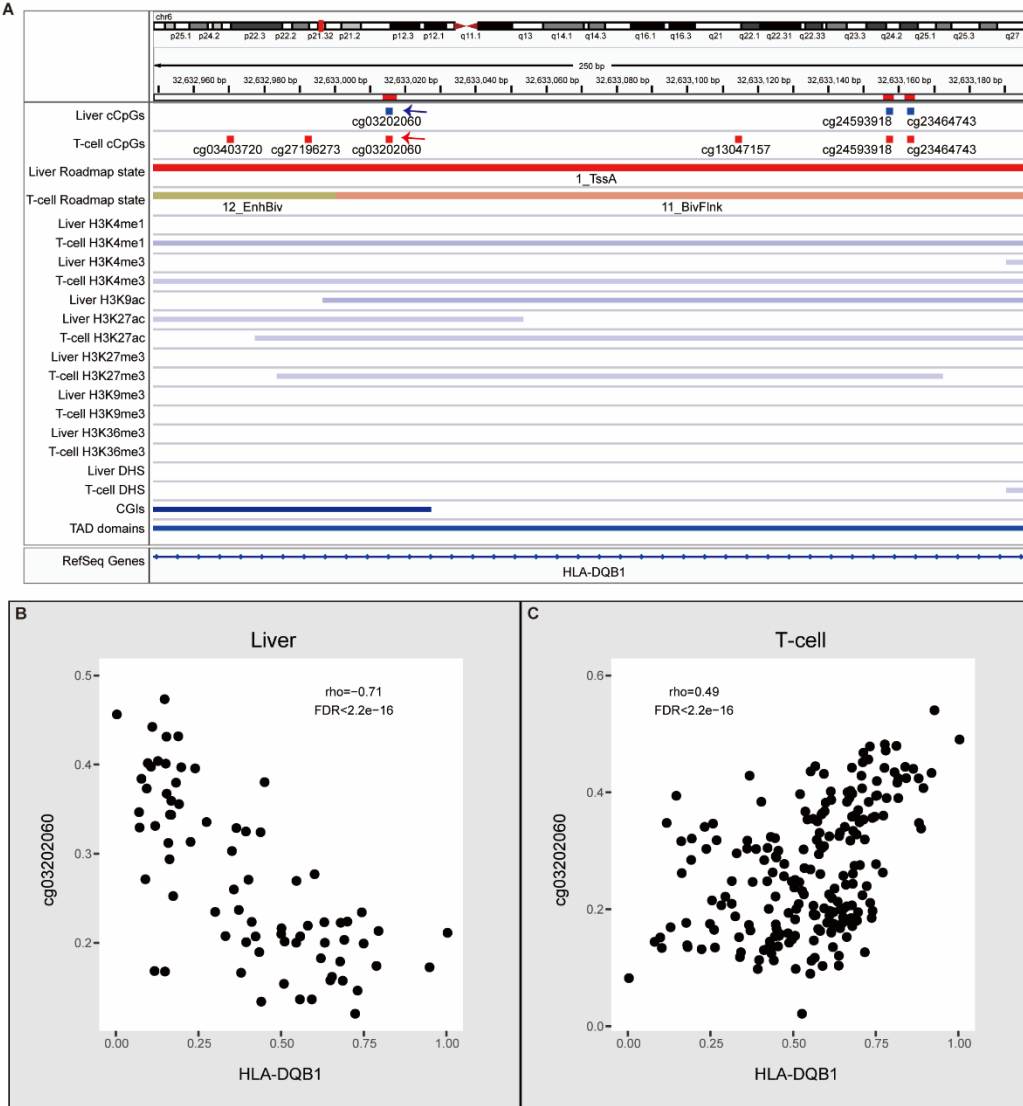 A
chr6
p25.1 p24.2 p22.3 p22.2 p21.32 p21.2 p12.3 p12.1 q11.1 q13 q14.1 q14.3 q16.1 q16.3 q21 q22.1 q22.31 q22.33 q23.3 q24.2 q25.1 q25.3 q27
250 bp
32,632,960 bp 32,632,980 bp 32,633,000 bp 32,633,020 bp 32,633,040 bp 32,633,060 bp 32,633,080 bp 32,633,100 bp 32,633,120 bp 32,633,140 bp 32,633,160 bp 32,633,180 bp
Liver cCpGs
cg03202060 cg24593918 cg23464743
T-cell cCpGs
cg03403720 cg27196273 cg03202060 cg13047157 cg24593918 cg23464743
Liver Roadmap state
1_TssA
T-cell Roadmap state
12_EnhBiv 11_BivFlnk
Liver H3K4me1
T-cell H3K4me1
Liver H3K4me3
T-cell H3K4me3
Liver H3K9ac
Liver H3K27ac
T-cell H3K27ac
Liver H3K27me3
T-cell H3K27me3
Liver H3K9me3
T-cell H3K9me3
Liver H3K36me3
T-cell H3K36me3
Liver DHS
T-cell DHS
CGIs
TAD domains
RefSeq Genes
HLA-DQB1
B
Liver
rho=−0.71
FDR<2.2e−16
0.5
0.4
0.3
0.2
cg03202060
0.00 0.25 0.50 0.75 1.00
HLA-DQB1
C
T-cell
rho=0.49
FDR<2.2e−16
0.6
0.4
0.2
0.0
cg03202060
0.00 0.25 0.50 0.75 1.00
HLA-DQB1